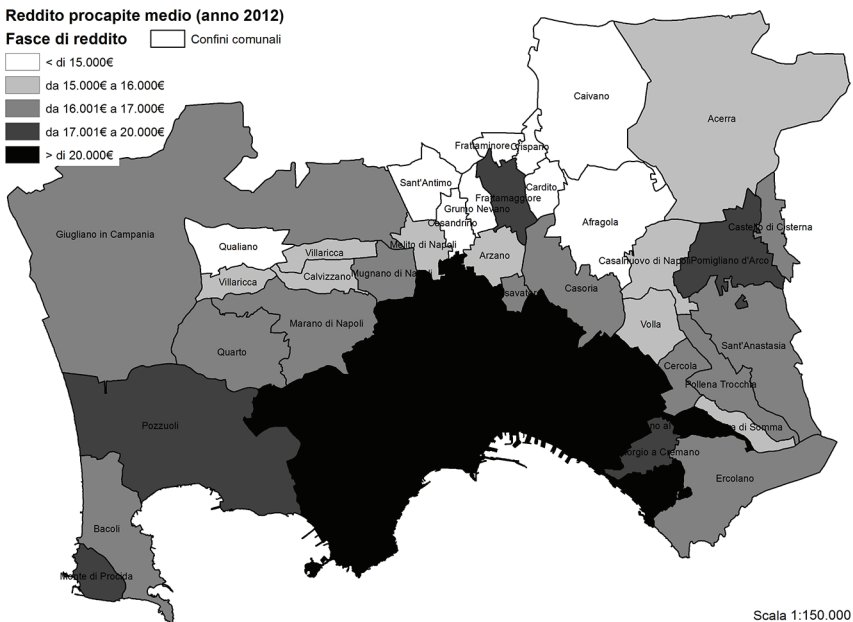 Reddito procapite medio (anno 2012)
Fasce di reddito
Confini comunali
< di 15.000€
da 15.000€ a 16.000€
da 16.001€ a 17.000€
da 17.001€ a 20.000€
> di 20.000€
Caivano
Acerra
Frattaminore
Crispano
Sant'Antimo
Cardito
Frattamaggiore
Grumo Nevano
Casandrino
Afragola
Castello di Cisterna
Giugliano in Campania
Qualiano
Villaricca
Melito di Napoli
Arzano
Casalnuovo di Napoli
Pomigliano d'Arco
Villaricca
Calvizzano
Mugnano di Napoli
Casoria
Marano di Napoli
Volla
Quarto
Sant'Anastasia
Cercola
Pollena Trocchia
Pozzuoli
di Somma
a Cremano
Ercolano
Bacoli
Monte di Procida
Scala 1:150.000